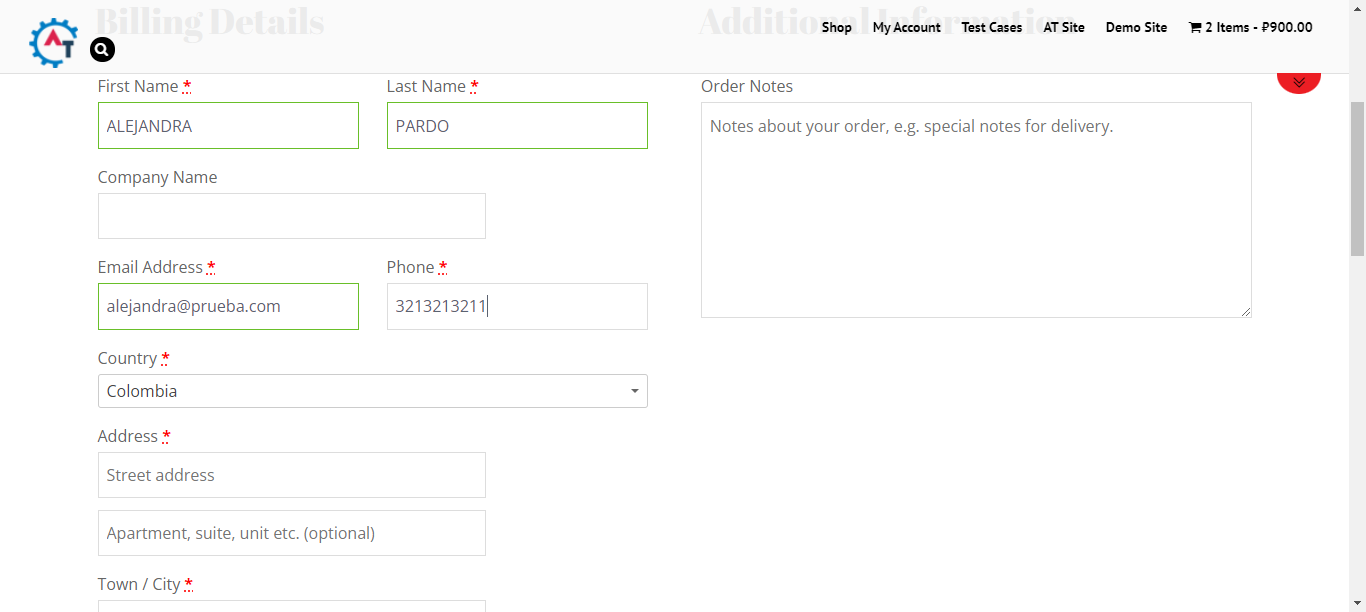 Billing Details
Additional Information
AT
Shop My Account Test Cases AT Site Demo Site 2 Items - ₽900.00
First Name * Last Name * Order Notes
ALEJANDRA PARDO Notes about your order, e.g. special notes for delivery.
Company Name
Email Address * Phone *
alejandra@prueba.com 3213213211
Country *
Colombia
Address *
Street address
Apartment, suite, unit etc. (optional)
Town / City *